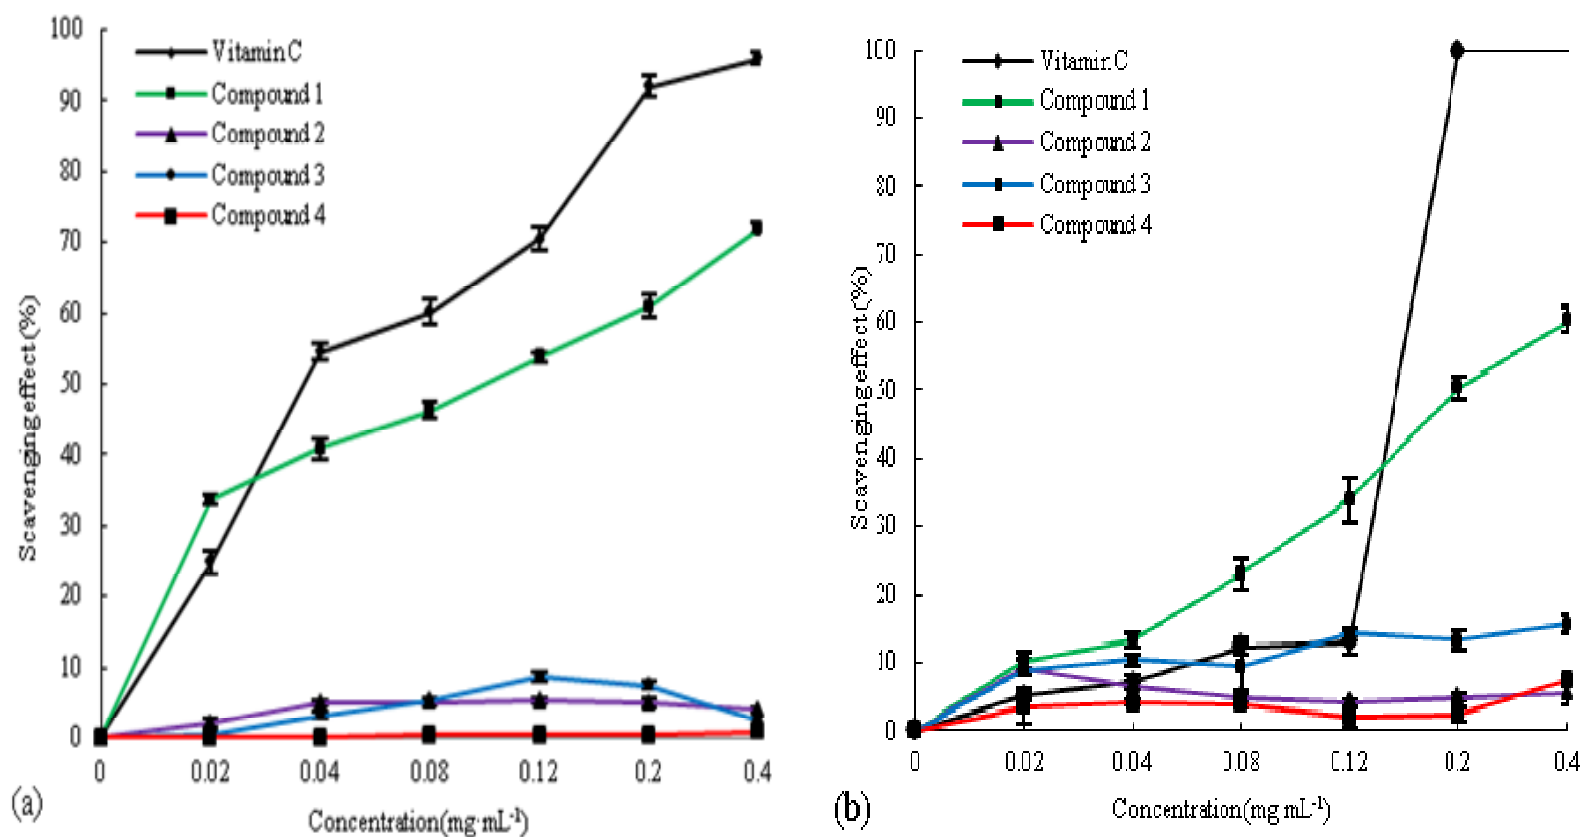 100
90
80
70
60
50
40
30
20
10
0
Scavenging effect (%)
Vitamin C
Compound 1
Compound 2
Compound 3
Compound 4
0 0.02 0.04 0.08 0.12 0.2 0.4
Concentration(mg·mL⁻¹)
(a)
100
90
80
70
60
50
40
30
20
10
0
Scavenging effect (%)
Vitamin C
Compound 1
Compound 2
Compound 3
Compound 4
0 0.02 0.04 0.08 0.12 0.2 0.4
Concentration(mg·mL⁻¹)
(b)